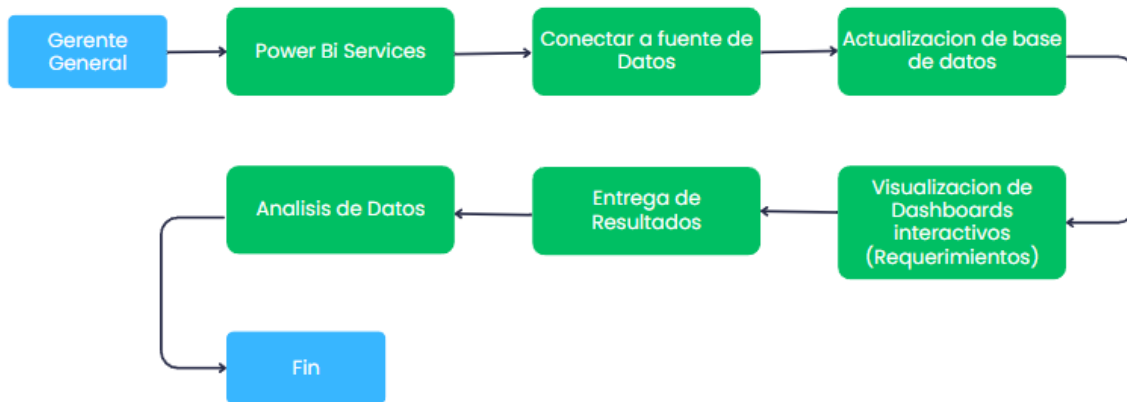 Gerente
General
Power Bi Services
Conectar a fuente de
Datos
Actualizacion de base
de datos
Visualizacion de
Dashboards
interactivos
(Requerimientos)
Entrega de
Resultados
Analisis de Datos
Fin